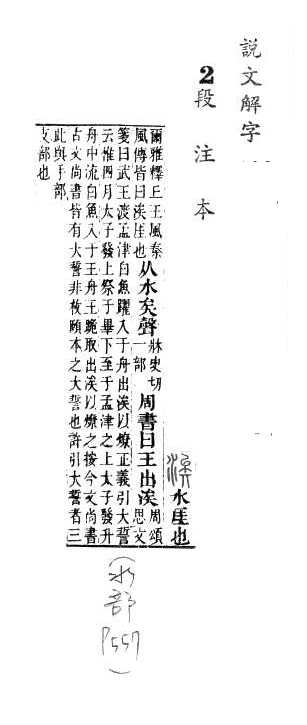 說文解字
2段注本
涘 水厓也
爾雅釋丘王風秦
風傳皆曰涘厓也
从水矣聲
牀史切
一部
周書曰王出涘
周頌
思文
箋曰武王渡孟津白魚躍入于舟出涘以燎正義引大誓
云惟四月太子發上祭于畢下至于孟津之上太子發升
舟中流白魚入于王舟王跪取出涘以燎之按今文尚書
古文尚書皆有大誓非枚頤本之大誓也許引大誓者三
此與手部
攴部也
(水部 P557)